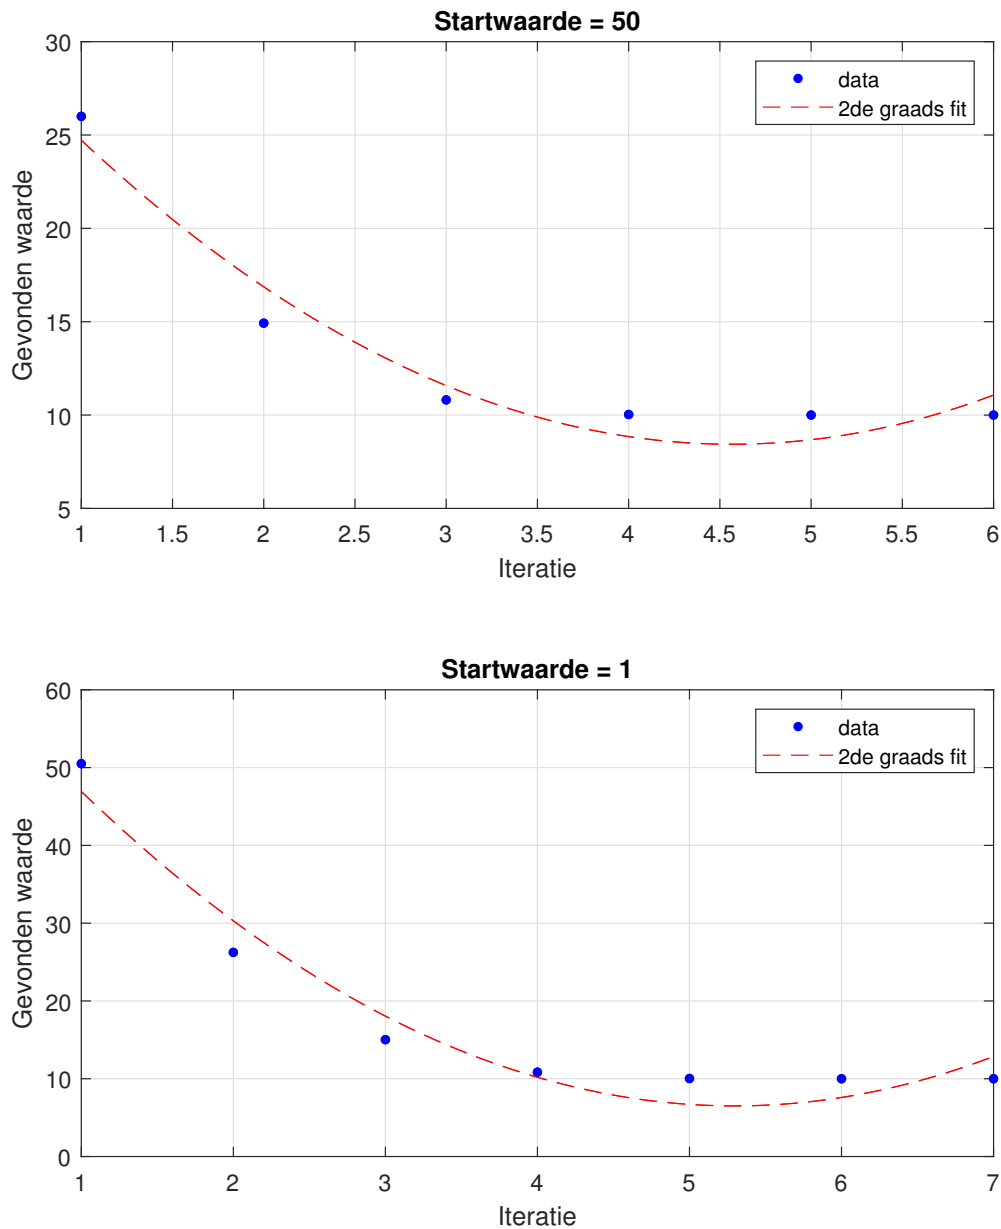 Startwaarde = 50
30
25
20
15
10
5
Gevonden waarde
data
2de graads fit
1 1.5 2 2.5 3 3.5 4 4.5 5 5.5 6
Iteratie
Startwaarde = 1
60
50
40
30
20
10
0
Gevonden waarde
data
2de graads fit
1 2 3 4 5 6 7
Iteratie